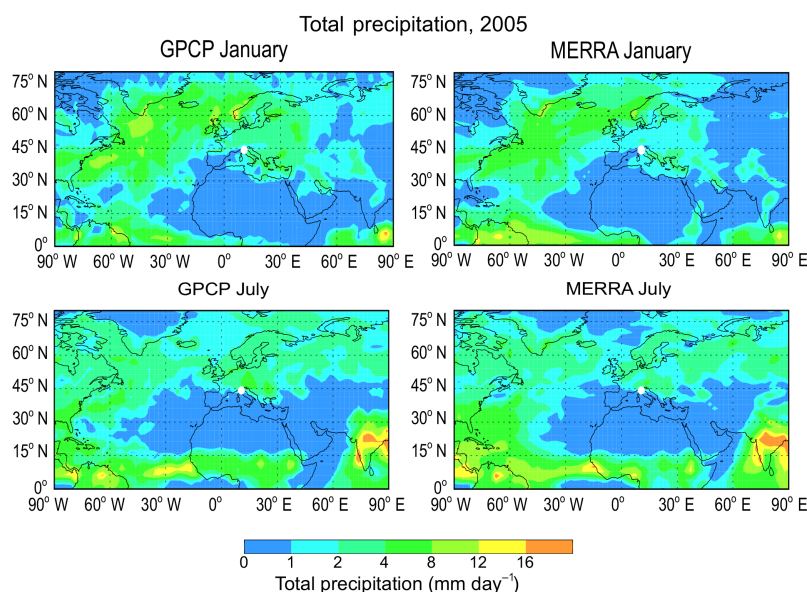 Total precipitation, 2005
GPCP January
MERRA January
75° N
60° N
45° N
30° N
15° N
0°
90° W 60° W 30° W 0° 30° E 60° E 90° E
75° N
60° N
45° N
30° N
15° N
0°
90° W 60° W 30° W 0° 30° E 60° E 90° E
GPCP July
MERRA July
75° N
60° N
45° N
30° N
15° N
0°
90° W 60° W 30° W 0° 30° E 60° E 90° E
75° N
60° N
45° N
30° N
15° N
0°
90° W 60° W 30° W 0° 30° E 60° E 90° E
0 1 2 4 8 12 16
Total precipitation (mm day⁻¹)